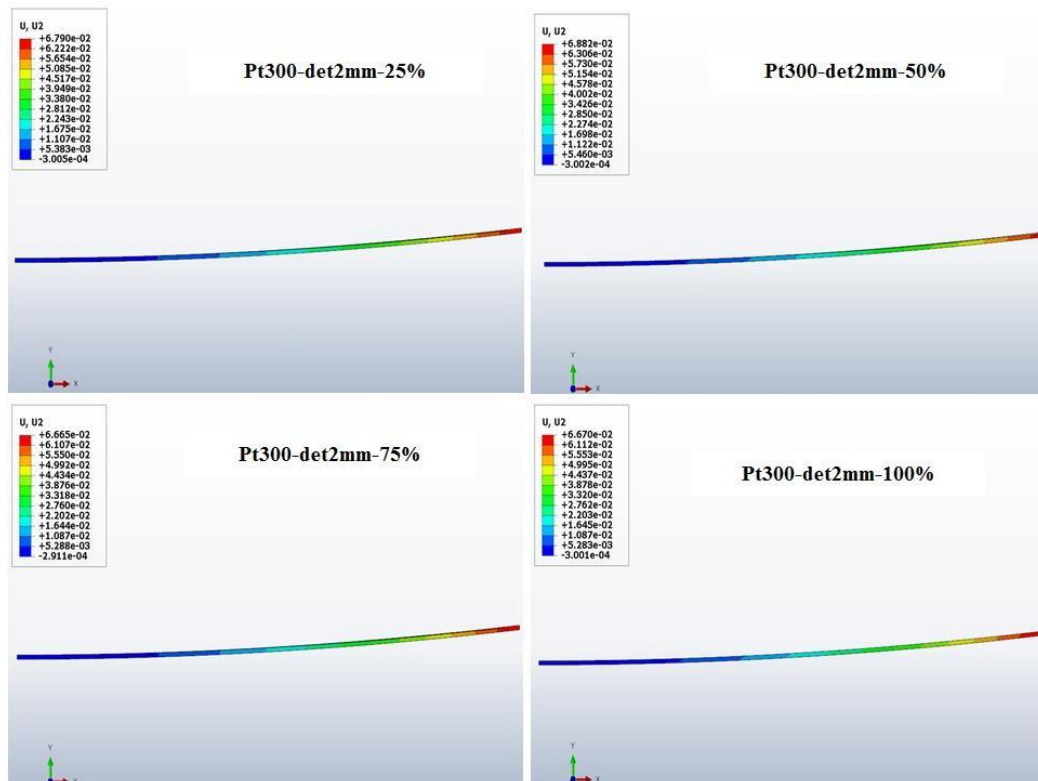 U, U2
+6.790e-02
+6.222e-02
+5.654e-02
+5.085e-02
+4.517e-02
+3.949e-02
+3.380e-02
+2.812e-02
+2.243e-02
+1.675e-02
+1.107e-02
+5.383e-03
-3.005e-04
Pt300-det2mm-25%
Y
X
U, U2
+6.882e-02
+6.306e-02
+5.730e-02
+5.154e-02
+4.578e-02
+4.002e-02
+3.426e-02
+2.850e-02
+2.274e-02
+1.698e-02
+1.122e-02
+5.460e-03
-3.002e-04
Pt300-det2mm-50%
Y
X
U, U2
+6.665e-02
+6.107e-02
+5.550e-02
+4.992e-02
+4.434e-02
+3.876e-02
+3.318e-02
+2.760e-02
+2.202e-02
+1.644e-02
+1.087e-02
+5.288e-03
-2.911e-04
Pt300-det2mm-75%
Y
X
U, U2
+6.670e-02
+6.112e-02
+5.553e-02
+4.995e-02
+4.437e-02
+3.878e-02
+3.320e-02
+2.762e-02
+2.203e-02
+1.645e-02
+1.087e-02
+5.283e-03
-3.001e-04
Pt300-det2mm-100%
Y
X